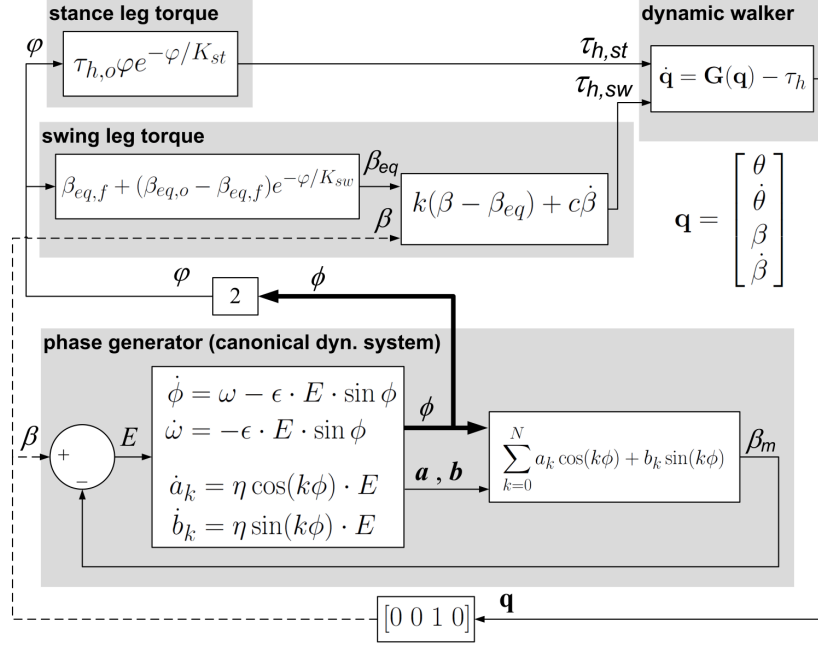 stance leg torque
dynamic walker
φ
τ_{h,o}φe^{−φ/K_{st}}
τ_{h,st}
q̇ = G(q) − τ_h
τ_{h,sw}
swing leg torque
β_{eq,f} + (β_{eq,o} − β_{eq,f})e^{−φ/K_{sw}}
β_{eq}
k(β − β_{eq}) + cβ̇
β
q = [θ θ̇ β β̇]
φ
2
ϕ
phase generator (canonical dyn. system)
ϕ̇ = ω − ϵ · E · sin ϕ
ω̇ = −ϵ · E · sin ϕ
ȧ_k = η cos(kϕ) · E
ḃ_k = η sin(kϕ) · E
β
+
−
E
ϕ
a , b
∑_{k=0}^{N} a_k cos(kϕ) + b_k sin(kϕ)
β_m
[0 0 1 0]
q